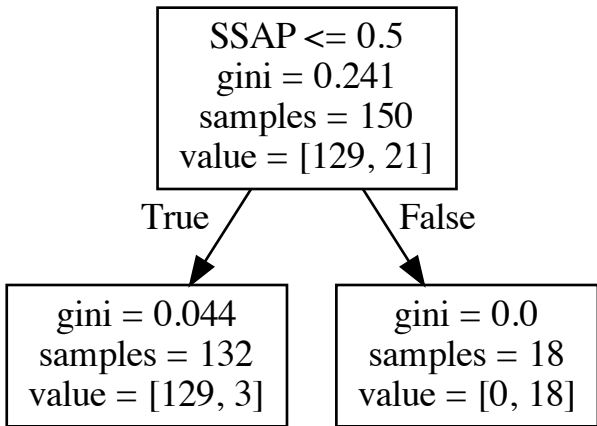 SSAP <= 0.5
gini = 0.241
samples = 150
value = [129, 21]
True
False
gini = 0.044
samples = 132
value = [129, 3]
gini = 0.0
samples = 18
value = [0, 18]